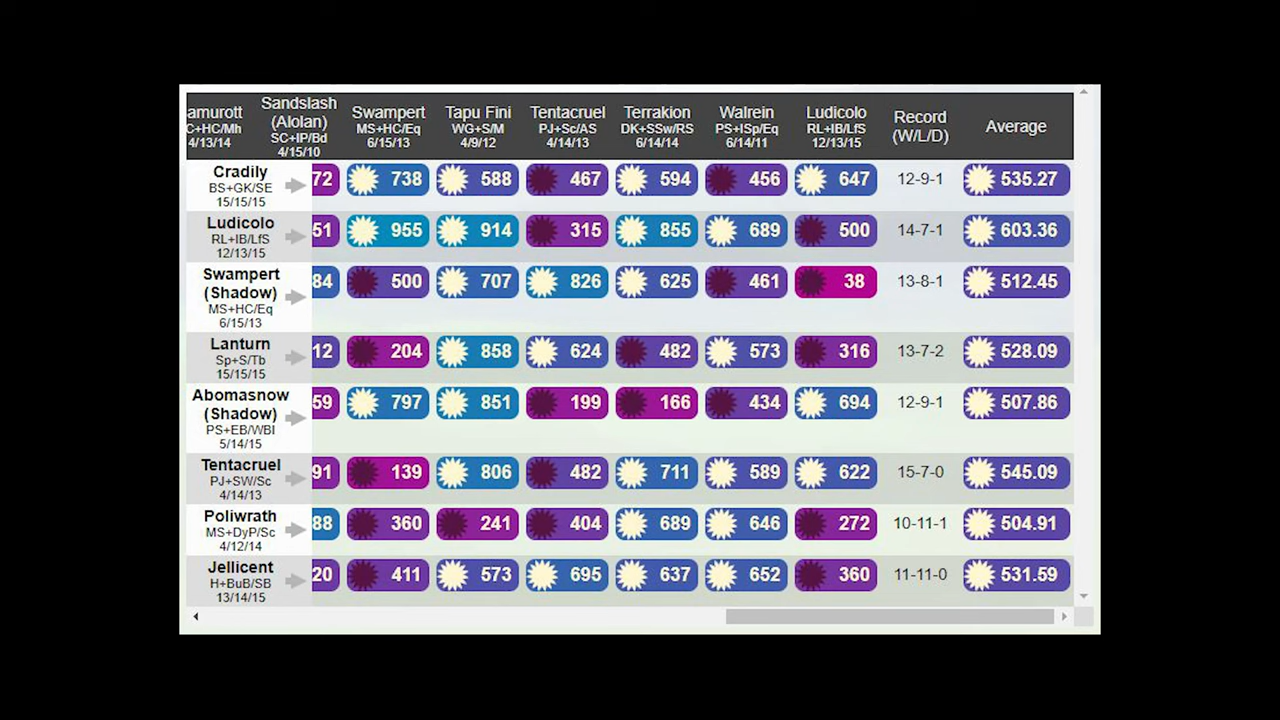 amurott Sandslash (Alolan) Swampert Tapu Fini Tentacruel Terrakion Walrein Ludicolo Record (W/L/D) Average
C+HC/Mh SC+IP/Bd MS+HC/Eq WG+S/M PJ+Sc/AS DK+SSw/RS PS+ISp/Eq RL+IB/LfS
4/13/14 4/15/10 6/15/13 4/9/12 4/14/13 6/14/14 6/14/11 12/13/15
Cradily 72 738 588 467 594 456 647 12-9-1 535.27
BS+GK/SE
15/15/15
Ludicolo 51 955 914 315 855 689 500 14-7-1 603.36
RL+IB/LfS
12/13/15
Swampert 84 500 707 826 625 461 38 13-8-1 512.45
(Shadow)
MS+HC/Eq
6/15/13
Lanturn 12 204 858 624 482 573 316 13-7-2 528.09
Sp+S/Tb
15/15/15
Abomasnow 59 797 851 199 166 434 694 12-9-1 507.86
(Shadow)
PS+EB/WBl
5/14/15
Tentacruel 91 139 806 482 711 589 622 15-7-0 545.09
PJ+SW/Sc
4/14/13
Poliwrath 88 360 241 404 689 646 272 10-11-1 504.91
MS+DyP/Sc
4/12/14
Jellicent 20 411 573 695 637 652 360 11-11-0 531.59
H+BuB/SB
13/14/15